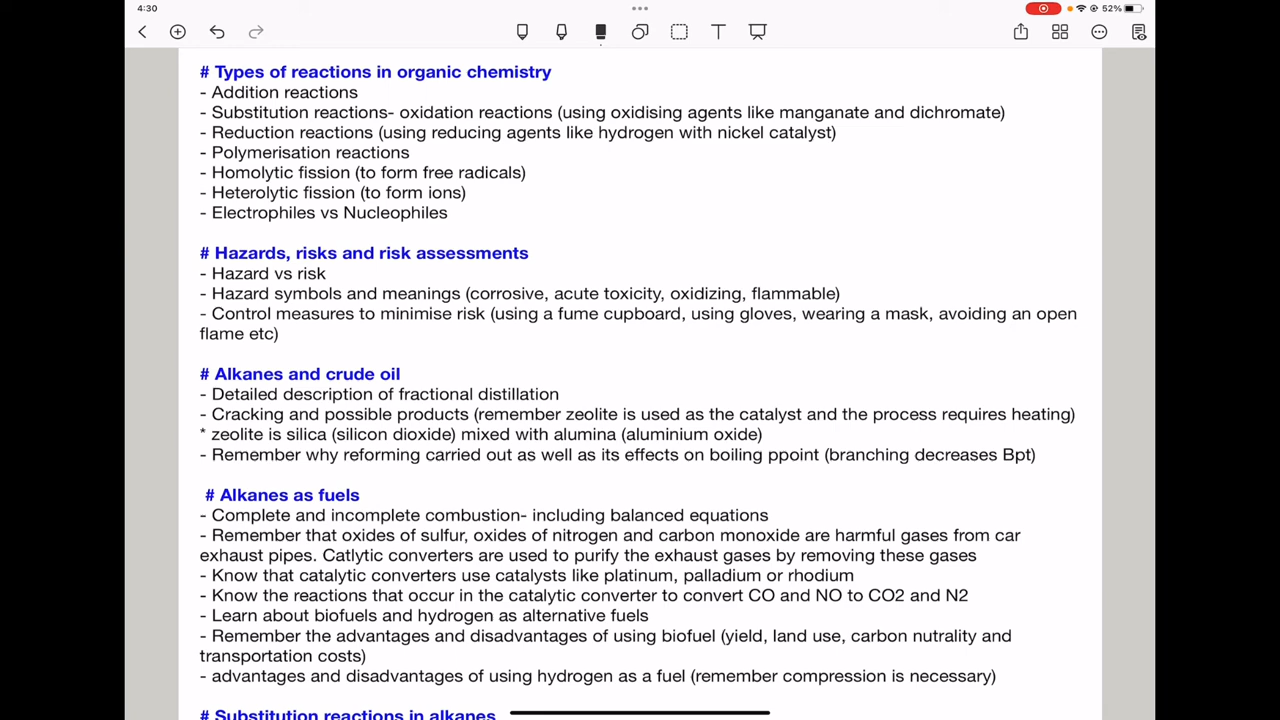 4:30
52%
# Types of reactions in organic chemistry
- Addition reactions
- Substitution reactions- oxidation reactions (using oxidising agents like manganate and dichromate)
- Reduction reactions (using reducing agents like hydrogen with nickel catalyst)
- Polymerisation reactions
- Homolytic fission (to form free radicals)
- Heterolytic fission (to form ions)
- Electrophiles vs Nucleophiles
# Hazards, risks and risk assessments
- Hazard vs risk
- Hazard symbols and meanings (corrosive, acute toxicity, oxidizing, flammable)
- Control measures to minimise risk (using a fume cupboard, using gloves, wearing a mask, avoiding an open
flame etc)
# Alkanes and crude oil
- Detailed description of fractional distillation
- Cracking and possible products (remember zeolite is used as the catalyst and the process requires heating)
* zeolite is silica (silicon dioxide) mixed with alumina (aluminium oxide)
- Remember why reforming carried out as well as its effects on boiling ppoint (branching decreases Bpt)
# Alkanes as fuels
- Complete and incomplete combustion- including balanced equations
- Remember that oxides of sulfur, oxides of nitrogen and carbon monoxide are harmful gases from car
exhaust pipes. Catlytic converters are used to purify the exhaust gases by removing these gases
- Know that catalytic converters use catalysts like platinum, palladium or rhodium
- Know the reactions that occur in the catalytic converter to convert CO and NO to CO2 and N2
- Learn about biofuels and hydrogen as alternative fuels
- Remember the advantages and disadvantages of using biofuel (yield, land use, carbon nutrality and
transportation costs)
- advantages and disadvantages of using hydrogen as a fuel (remember compression is necessary)
# Substitution reactions in alkanes